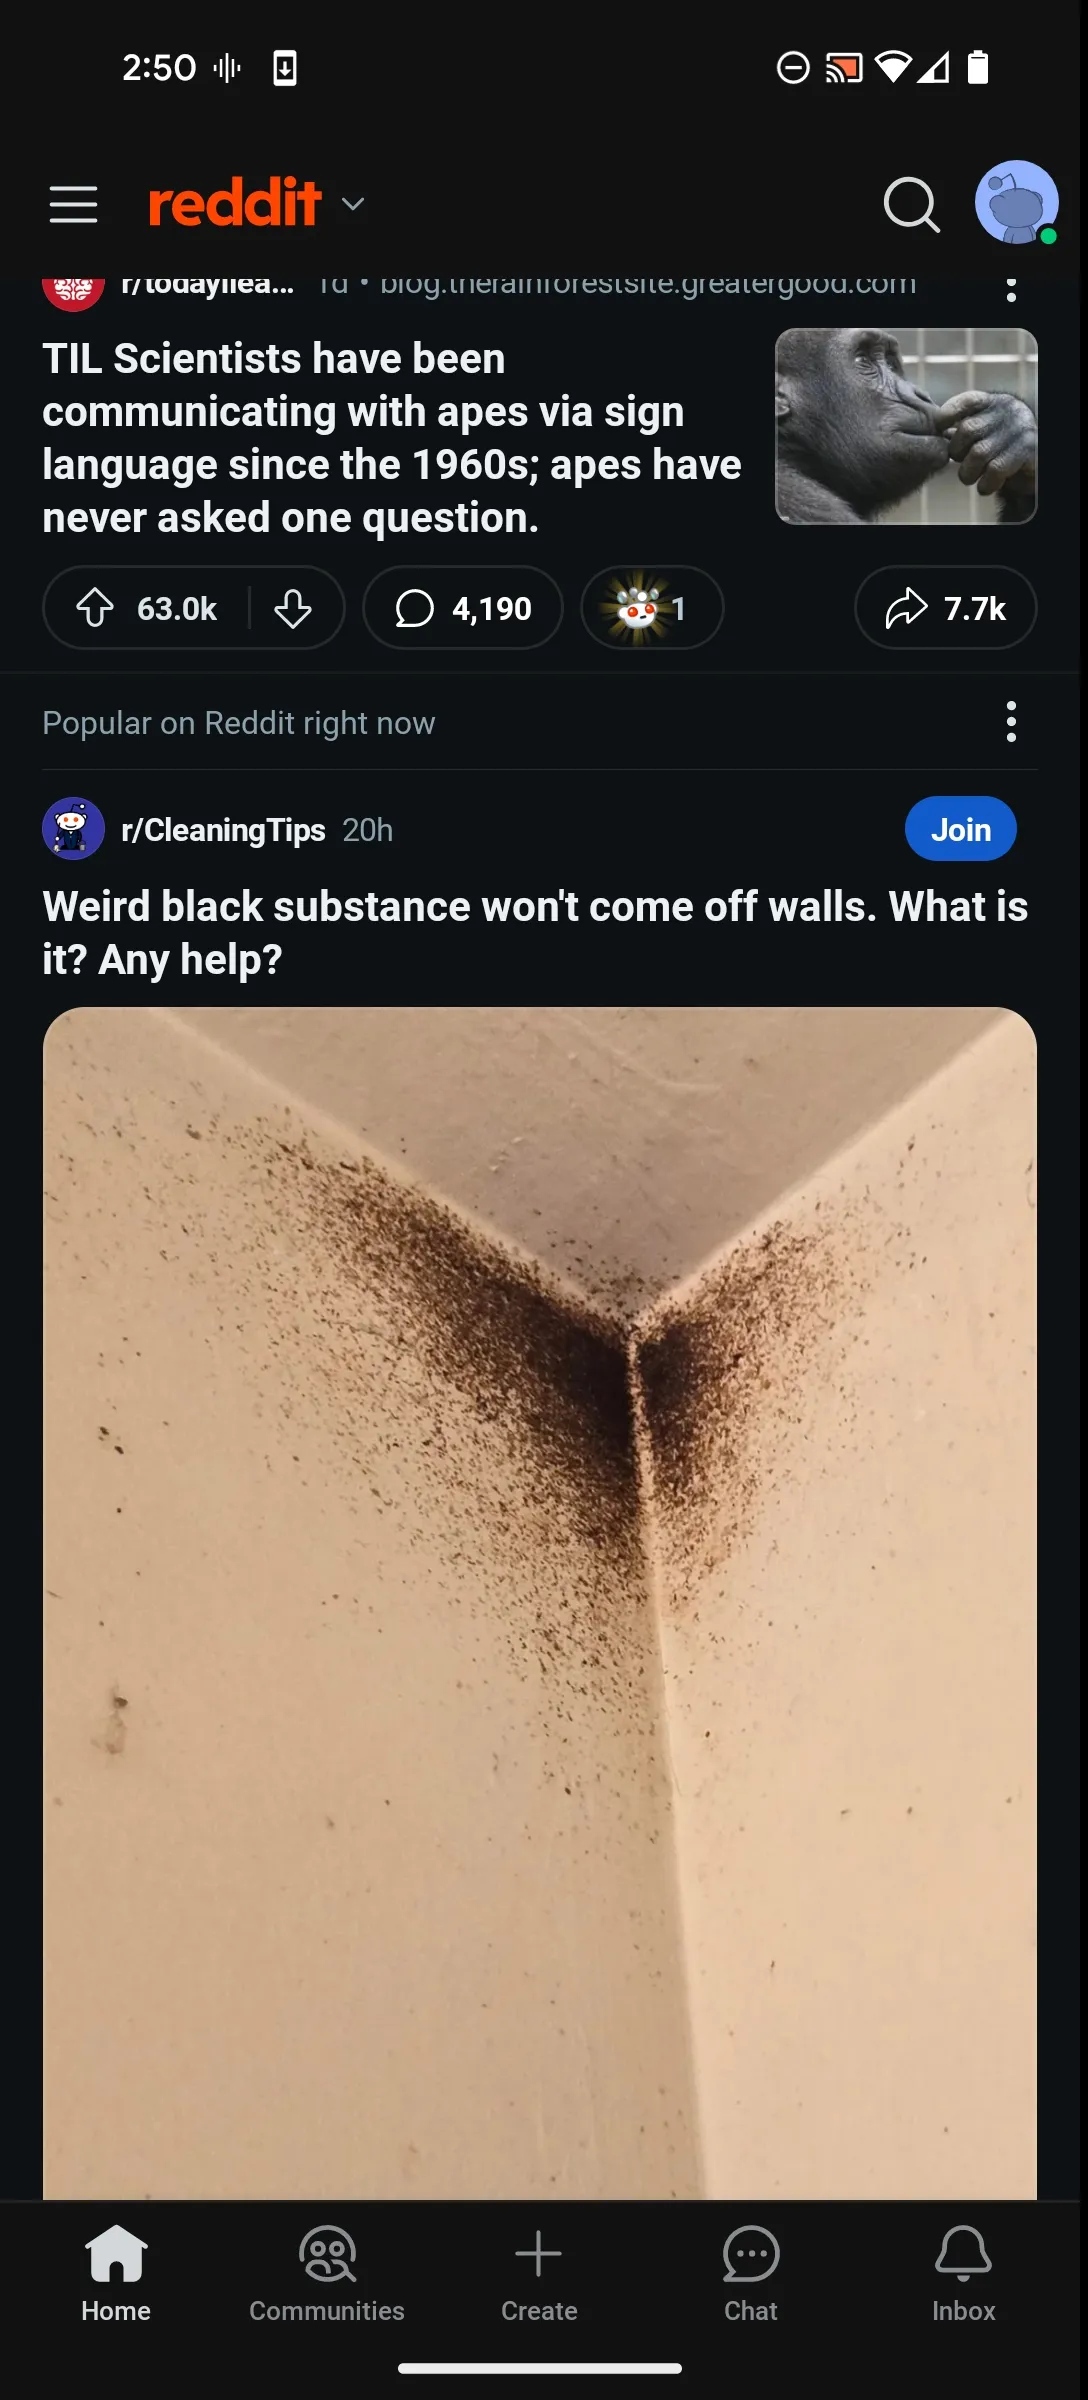 2:50
reddit
r/todayilea... 1d • blog.therainforestsite.greatergood.com
TIL Scientists have been
communicating with apes via sign
language since the 1960s; apes have
never asked one question.
63.0k 4,190 1 7.7k
Popular on Reddit right now
r/CleaningTips 20h Join
Weird black substance won't come off walls. What is
it? Any help?
Home Communities Create Chat Inbox